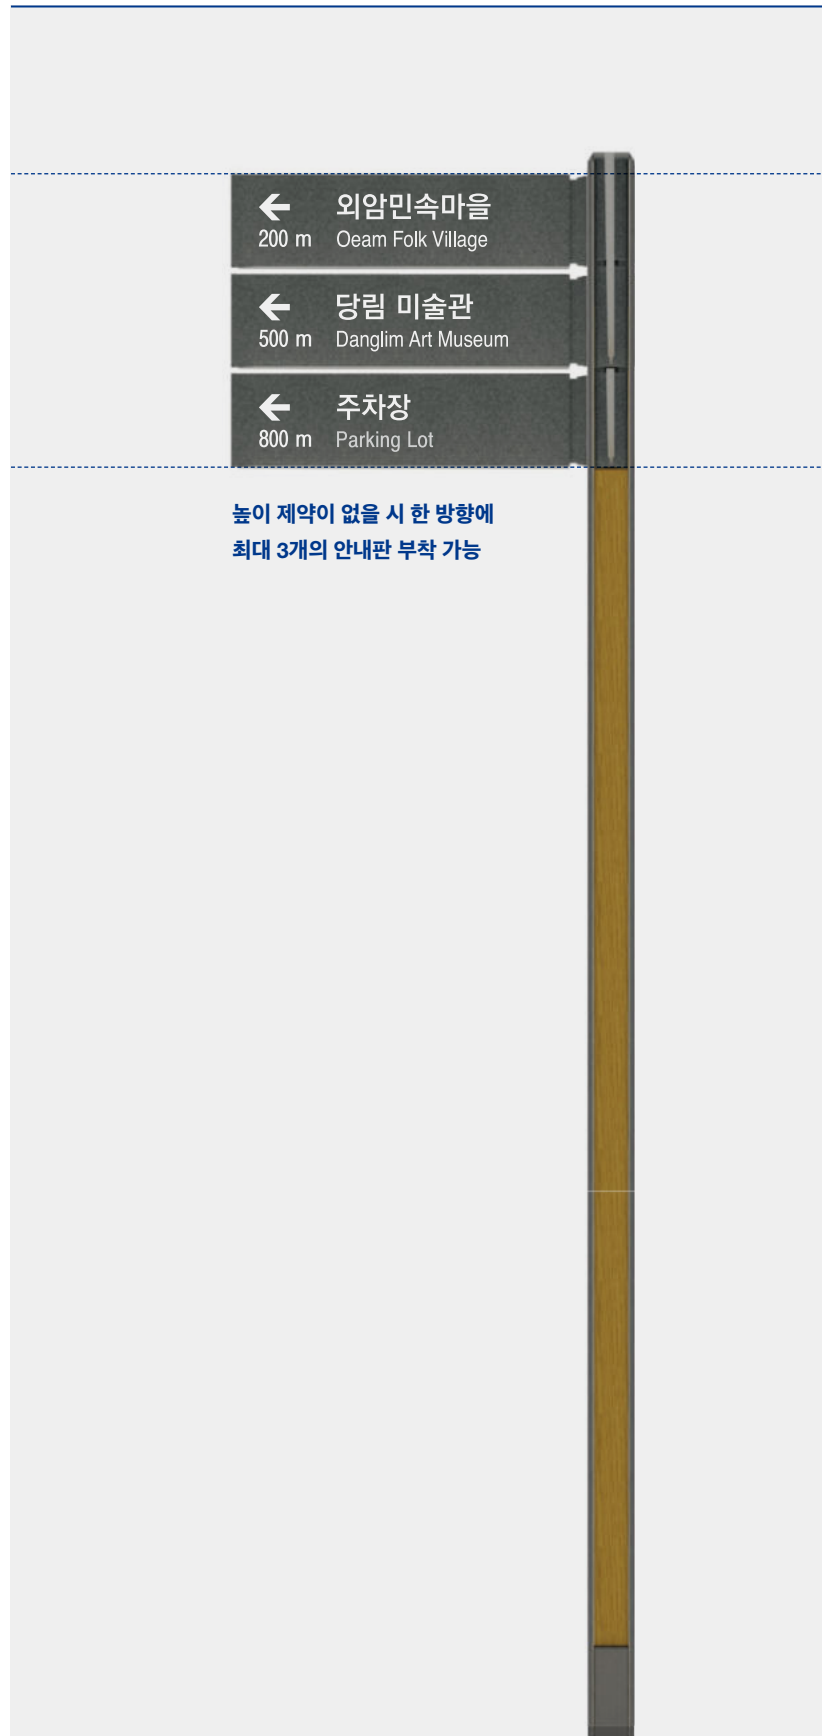 외암민속마을
200 m Oeam Folk Village
당림 미술관
500 m Danglim Art Museum
주차장
800 m Parking Lot
높이 제약이 없을 시 한 방향에
최대 3개의 안내판 부착 가능